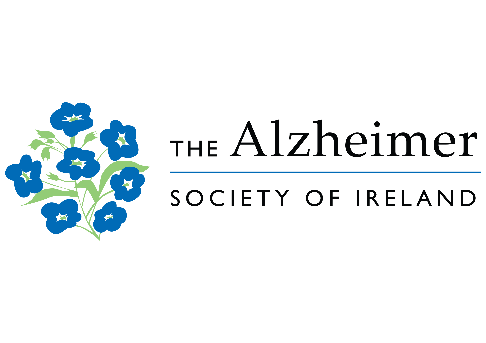 THE Alzheimer
SOCIETY OF IRELAND